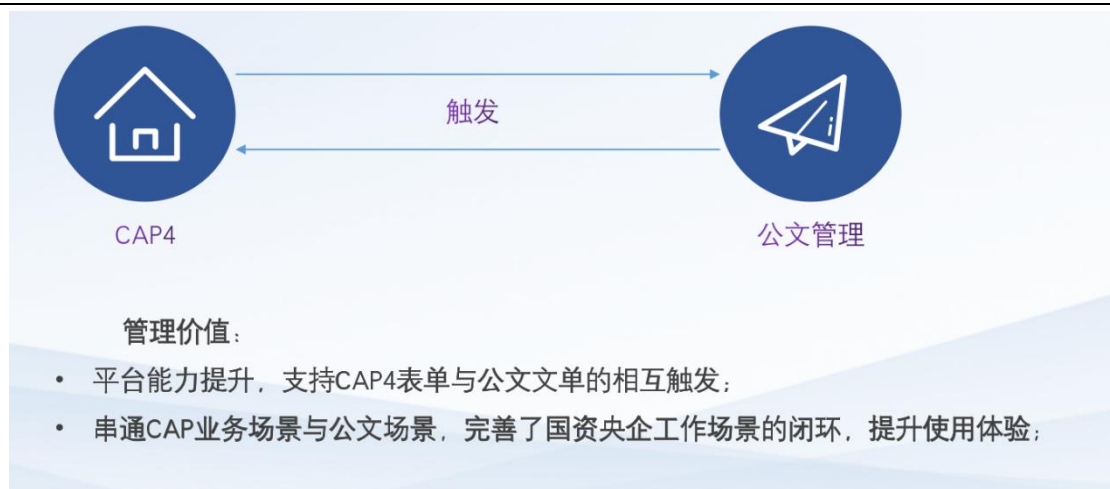 触发
CAP4
公文管理
管理价值：
• 平台能力提升，支持CAP4表单与公文文单的相互触发；
• 串通CAP业务场景与公文场景，完善了国资央企工作场景的闭环，提升使用体验；